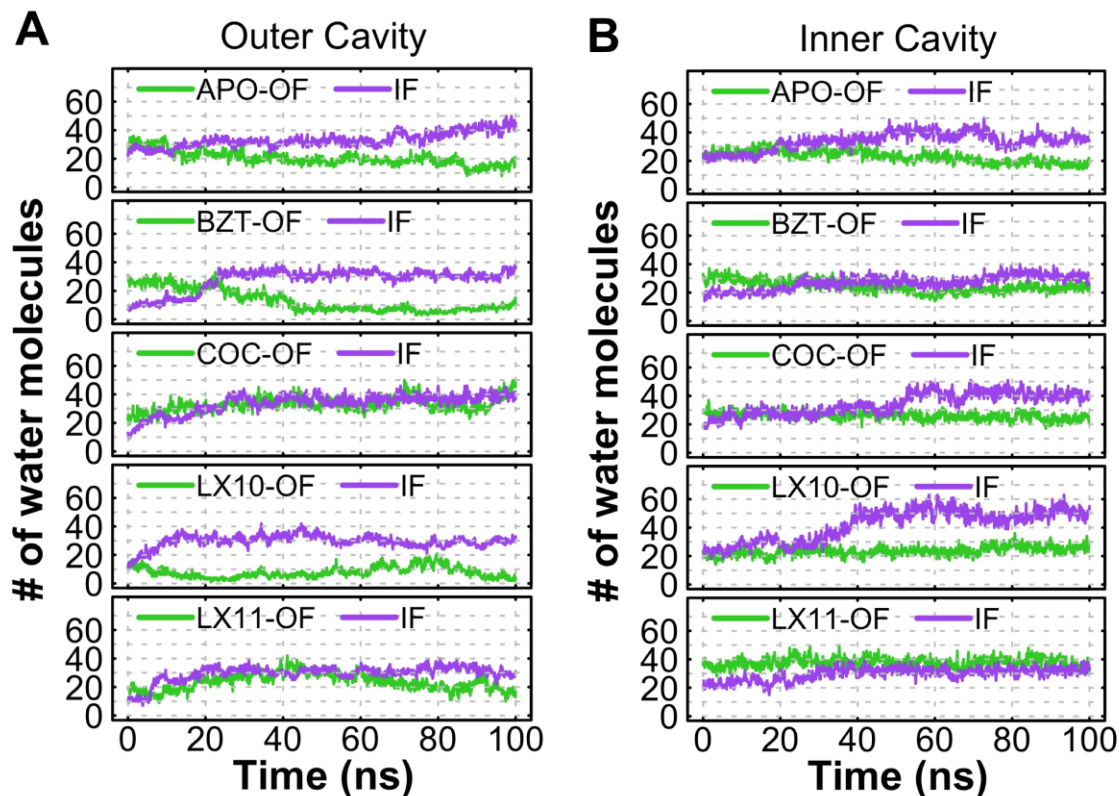 A
Outer Cavity
# of water molecules
APO-OF IF
60
40
20
0
BZT-OF IF
60
40
20
0
COC-OF IF
60
40
20
0
LX10-OF IF
60
40
20
0
LX11-OF IF
60
40
20
0
0 20 40 60 80 100
Time (ns)
B
Inner Cavity
# of water molecules
APO-OF IF
60
40
20
0
BZT-OF IF
60
40
20
0
COC-OF IF
60
40
20
0
LX10-OF IF
60
40
20
0
LX11-OF IF
60
40
20
0
0 20 40 60 80 100
Time (ns)